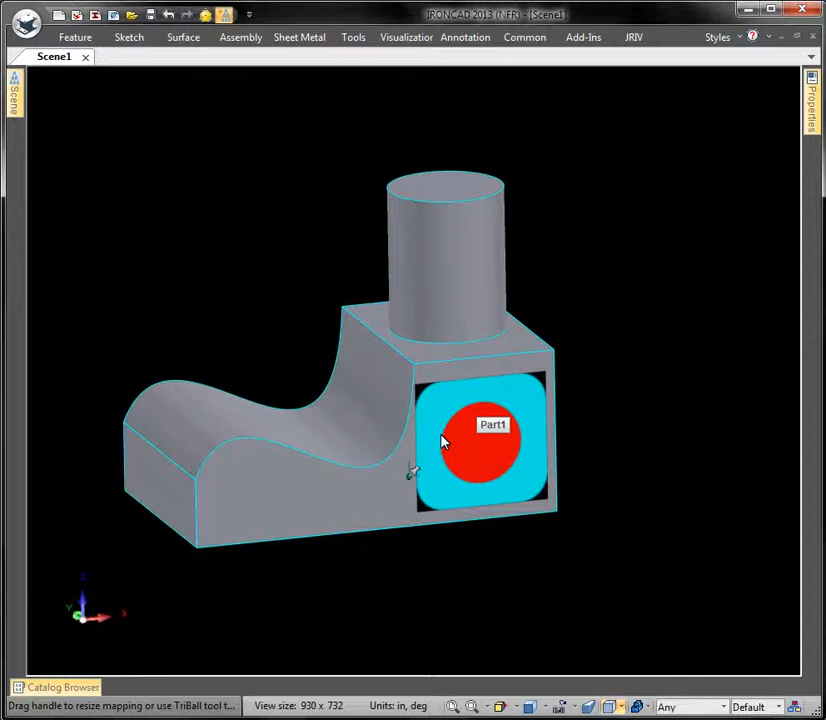 IRONCAD 2013 (NFR) - [Scene1]
Feature Sketch Surface Assembly Sheet Metal Tools Visualization Annotation Common Add-Ins JRIV Styles
Scene1
Scene
Properties
Part1
Z
Y
X
Catalog Browser
Drag handle to resize mapping or use TriBall tool t... View size: 930 x 732 Units: in, deg Any Default